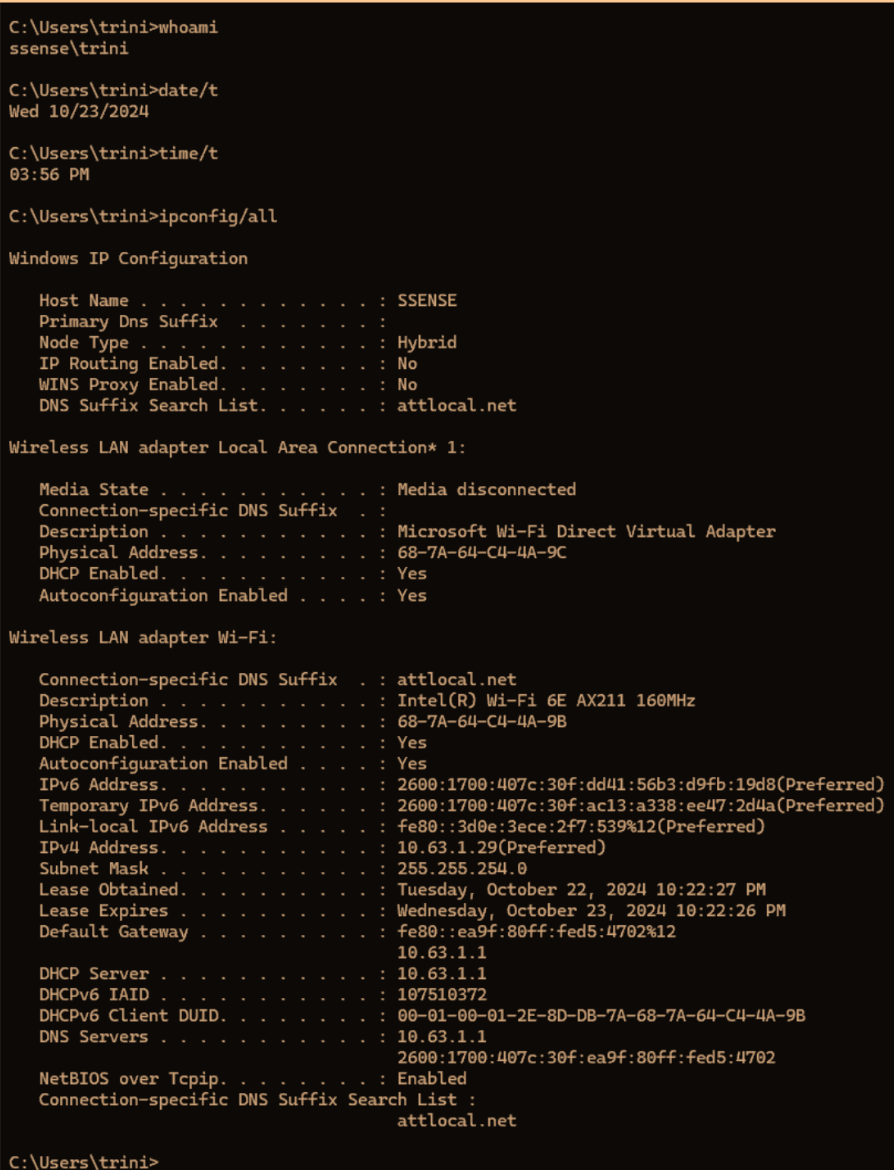 C:\Users\trini>whoami
ssense\trini
C:\Users\trini>date/t
Wed 10/23/2024
C:\Users\trini>time/t
03:56 PM
C:\Users\trini>ipconfig/all
Windows IP Configuration
   Host Name . . . . . . . . . . . . : SSENSE
   Primary Dns Suffix  . . . . . . . :
   Node Type . . . . . . . . . . . . : Hybrid
   IP Routing Enabled. . . . . . . . : No
   WINS Proxy Enabled. . . . . . . . : No
   DNS Suffix Search List. . . . . . : attlocal.net
Wireless LAN adapter Local Area Connection* 1:
   Media State . . . . . . . . . . . : Media disconnected
   Connection-specific DNS Suffix  . :
   Description . . . . . . . . . . . : Microsoft Wi-Fi Direct Virtual Adapter
   Physical Address. . . . . . . . . : 68-7A-64-C4-4A-9C
   DHCP Enabled. . . . . . . . . . . : Yes
   Autoconfiguration Enabled . . . . : Yes
Wireless LAN adapter Wi-Fi:
   Connection-specific DNS Suffix  . : attlocal.net
   Description . . . . . . . . . . . : Intel(R) Wi-Fi 6E AX211 160MHz
   Physical Address. . . . . . . . . : 68-7A-64-C4-4A-9B
   DHCP Enabled. . . . . . . . . . . : Yes
   Autoconfiguration Enabled . . . . : Yes
   IPv6 Address. . . . . . . . . . . : 2600:1700:407c:30f:dd41:56b3:d9fb:19d8(Preferred)
   Temporary IPv6 Address. . . . . . : 2600:1700:407c:30f:ac13:a338:ee47:2d4a(Preferred)
   Link-local IPv6 Address . . . . . : fe80::3d0e:3ece:2f7:539%12(Preferred)
   IPv4 Address. . . . . . . . . . . : 10.63.1.29(Preferred)
   Subnet Mask . . . . . . . . . . . : 255.255.254.0
   Lease Obtained. . . . . . . . . . : Tuesday, October 22, 2024 10:22:27 PM
   Lease Expires . . . . . . . . . . : Wednesday, October 23, 2024 10:22:26 PM
   Default Gateway . . . . . . . . . : fe80::ea9f:80ff:fed5:4702%12
                                       10.63.1.1
   DHCP Server . . . . . . . . . . . : 10.63.1.1
   DHCPv6 IAID . . . . . . . . . . . : 107510372
   DHCPv6 Client DUID. . . . . . . . : 00-01-00-01-2E-8D-DB-7A-68-7A-64-C4-4A-9B
   DNS Servers . . . . . . . . . . . : 10.63.1.1
                                       2600:1700:407c:30f:ea9f:80ff:fed5:4702
   NetBIOS over Tcpip. . . . . . . . : Enabled
   Connection-specific DNS Suffix Search List :
                                       attlocal.net
C:\Users\trini>